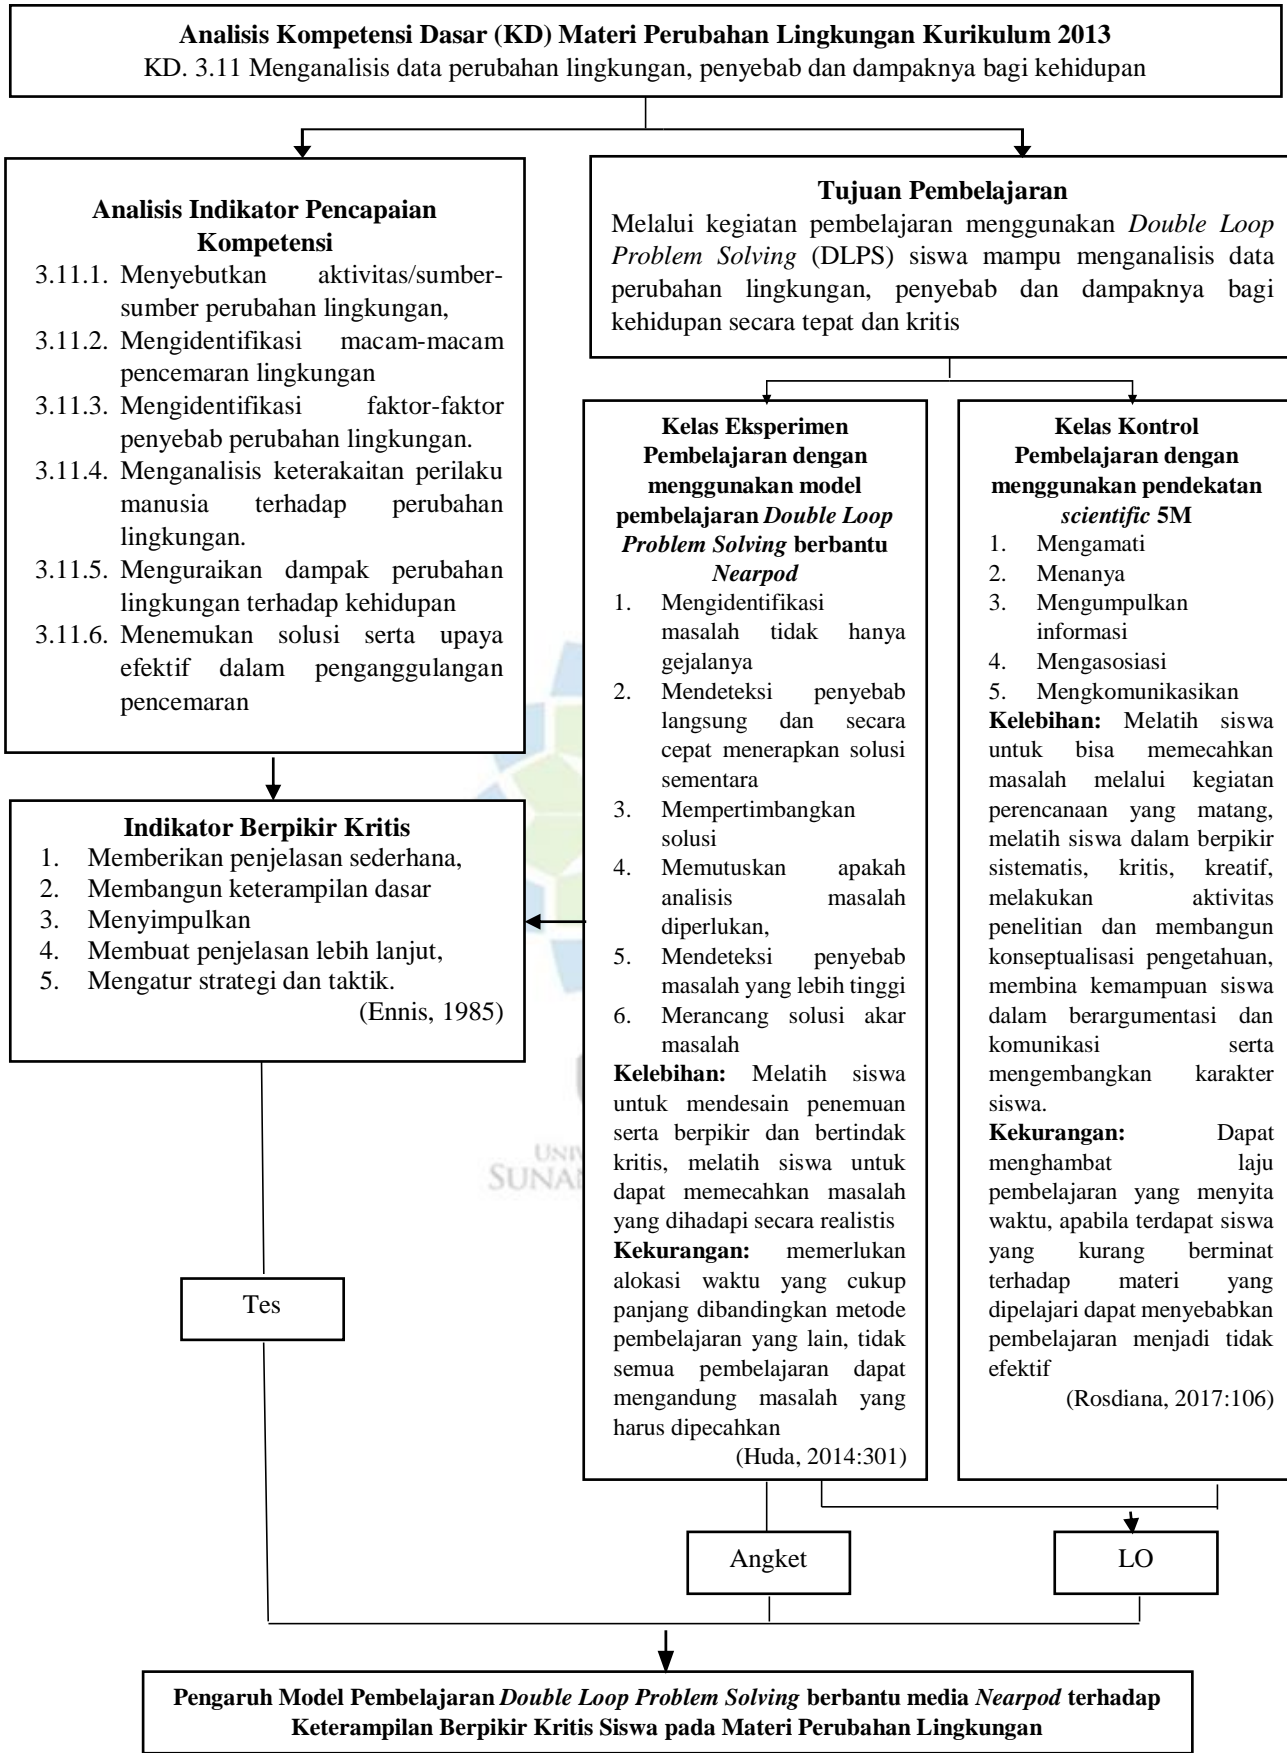 Analisis Kompetensi Dasar (KD) Materi Perubahan Lingkungan Kurikulum 2013
KD. 3.11 Menganalisis data perubahan lingkungan, penyebab dan dampaknya bagi kehidupan
Analisis Indikator Pencapaian
Kompetensi
3.11.1. Menyebutkan aktivitas/sumber-
sumber perubahan lingkungan,
3.11.2. Mengidentifikasi macam-macam
pencemaran lingkungan
3.11.3. Mengidentifikasi faktor-faktor
penyebab perubahan lingkungan.
3.11.4. Menganalisis keterakaitan perilaku
manusia terhadap perubahan
lingkungan.
3.11.5. Menguraikan dampak perubahan
lingkungan terhadap kehidupan
3.11.6. Menemukan solusi serta upaya
efektif dalam penganggulangan
pencemaran
Tujuan Pembelajaran
Melalui kegiatan pembelajaran menggunakan Double Loop
Problem Solving (DLPS) siswa mampu menganalisis data
perubahan lingkungan, penyebab dan dampaknya bagi
kehidupan secara tepat dan kritis
Indikator Berpikir Kritis
1. Memberikan penjelasan sederhana,
2. Membangun keterampilan dasar
3. Menyimpulkan
4. Membuat penjelasan lebih lanjut,
5. Mengatur strategi dan taktik.
(Ennis, 1985)
Kelas Eksperimen
Pembelajaran dengan
menggunakan model
pembelajaran Double Loop
Problem Solving berbantu
Nearpod
1. Mengidentifikasi
masalah tidak hanya
gejalanya
2. Mendeteksi penyebab
langsung dan secara
cepat menerapkan solusi
sementara
3. Mempertimbangkan
solusi
4. Memutuskan apakah
analisis masalah
diperlukan,
5. Mendeteksi penyebab
masalah yang lebih tinggi
6. Merancang solusi akar
masalah
Kelebihan: Melatih siswa
untuk mendesain penemuan
serta berpikir dan bertindak
kritis, melatih siswa untuk
dapat memecahkan masalah
yang dihadapi secara realistis
Kekurangan: memerlukan
alokasi waktu yang cukup
panjang dibandingkan metode
pembelajaran yang lain, tidak
semua pembelajaran dapat
mengandung masalah yang
harus dipecahkan
(Huda, 2014:301)
Kelas Kontrol
Pembelajaran dengan
menggunakan pendekatan
scientific 5M
1. Mengamati
2. Menanya
3. Mengumpulkan
informasi
4. Mengasosiasi
5. Mengkomunikasikan
Kelebihan: Melatih siswa
untuk bisa memecahkan
masalah melalui kegiatan
perencanaan yang matang,
melatih siswa dalam berpikir
sistematis, kritis, kreatif,
melakukan aktivitas
penelitian dan membangun
konseptualisasi pengetahuan,
membina kemampuan siswa
dalam berargumentasi dan
komunikasi serta
mengembangkan karakter
siswa.
Kekurangan: Dapat
menghambat laju
pembelajaran yang menyita
waktu, apabila terdapat siswa
yang kurang berminat
terhadap materi yang
dipelajari dapat menyebabkan
pembelajaran menjadi tidak
efektif
(Rosdiana, 2017:106)
Tes
Angket
LO
Pengaruh Model Pembelajaran Double Loop Problem Solving berbantu media Nearpod terhadap
Keterampilan Berpikir Kritis Siswa pada Materi Perubahan Lingkungan